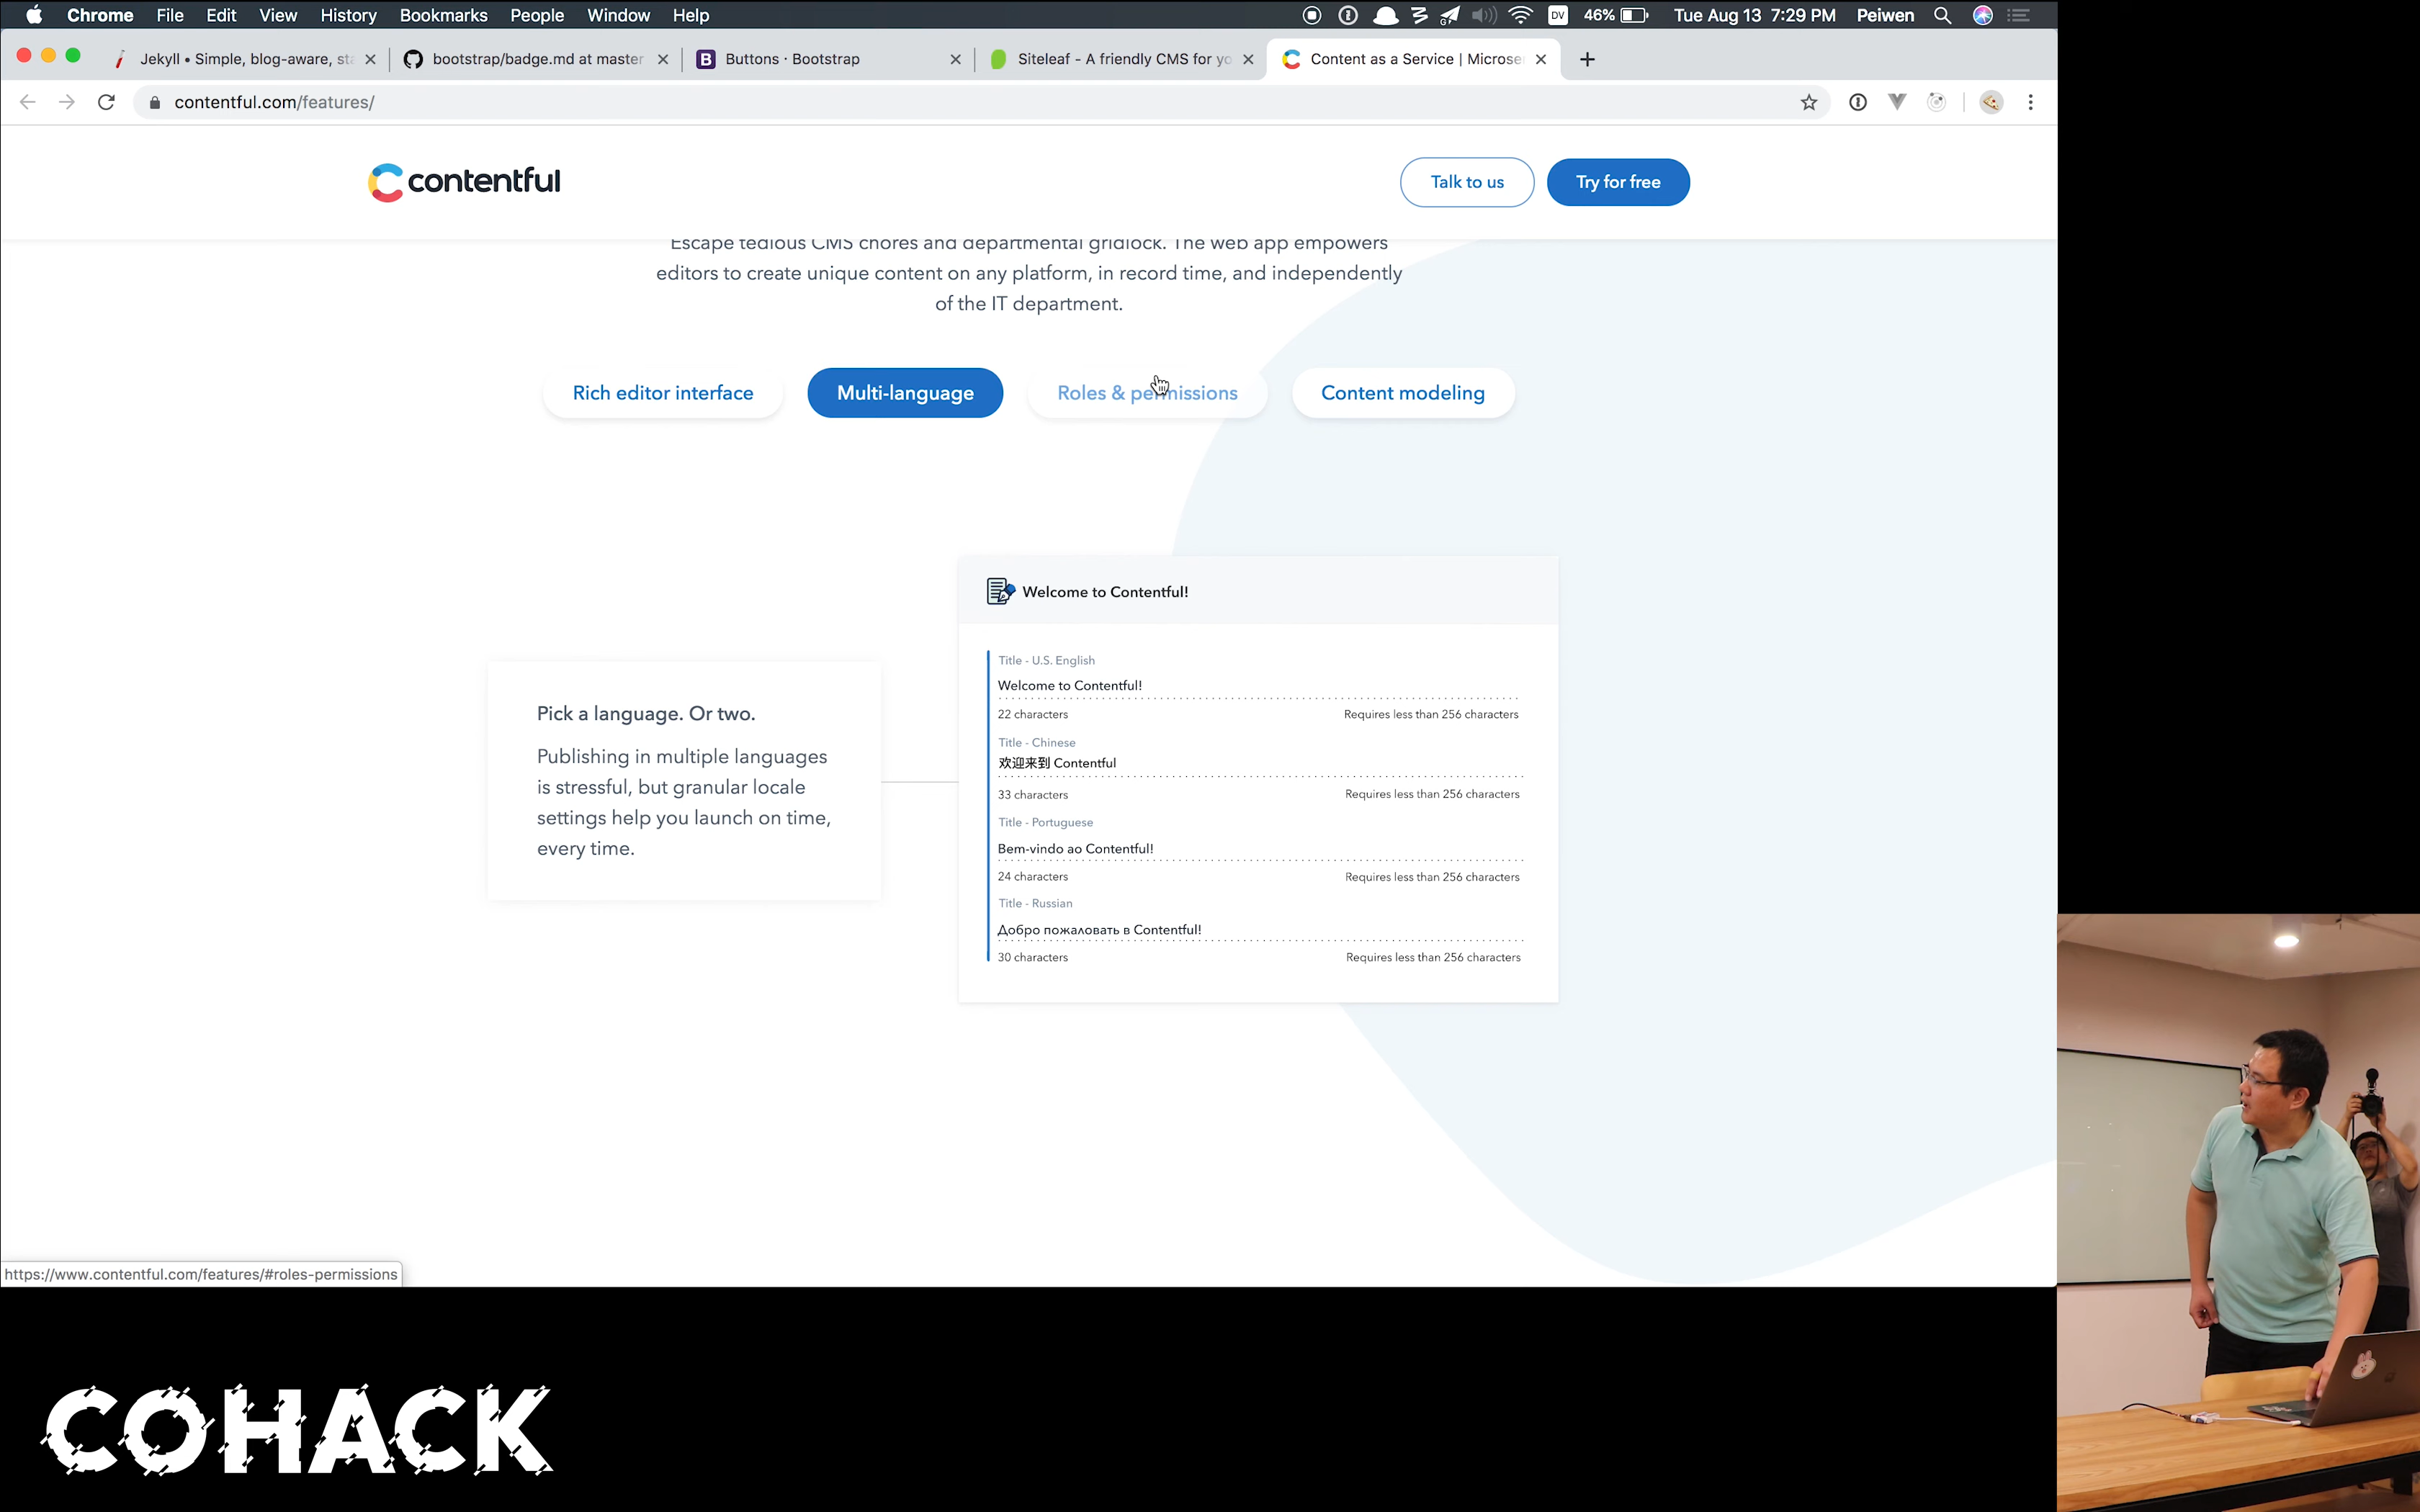 Chrome File Edit View History Bookmarks People Window Help DV 46% Tue Aug 13 7:29 PM Peiwen
Jekyll • Simple, blog-aware, sta
bootstrap/badge.md at master
B Buttons · Bootstrap
Siteleaf - A friendly CMS for yo
Content as a Service | Microse
contentful.com/features/
contentful
Talk to us
Try for free
Escape tedious CMS chores and departmental gridlock. The web app empowers
editors to create unique content on any platform, in record time, and independently
of the IT department.
Rich editor interface
Multi-language
Roles & permissions
Content modeling
Pick a language. Or two.
Publishing in multiple languages
is stressful, but granular locale
settings help you launch on time,
every time.
Welcome to Contentful!
Title - U.S. English
Welcome to Contentful!
22 characters Requires less than 256 characters
Title - Chinese
欢迎来到 Contentful
33 characters Requires less than 256 characters
Title - Portuguese
Bem-vindo ao Contentful!
24 characters Requires less than 256 characters
Title - Russian
Добро пожаловать в Contentful!
30 characters Requires less than 256 characters
https://www.contentful.com/features/#roles-permissions
COHACK